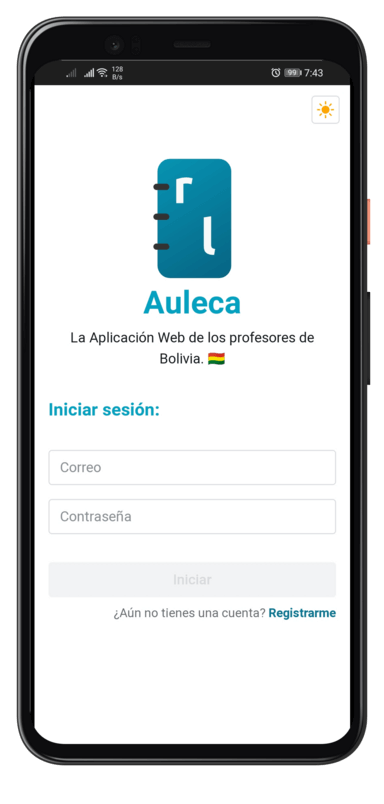 128
B/s
99
7:43
Auleca
La Aplicación Web de los profesores de
Bolivia. 🇧🇴
Iniciar sesión:
Correo
Contraseña
Iniciar
¿Aún no tienes una cuenta? Registrarme